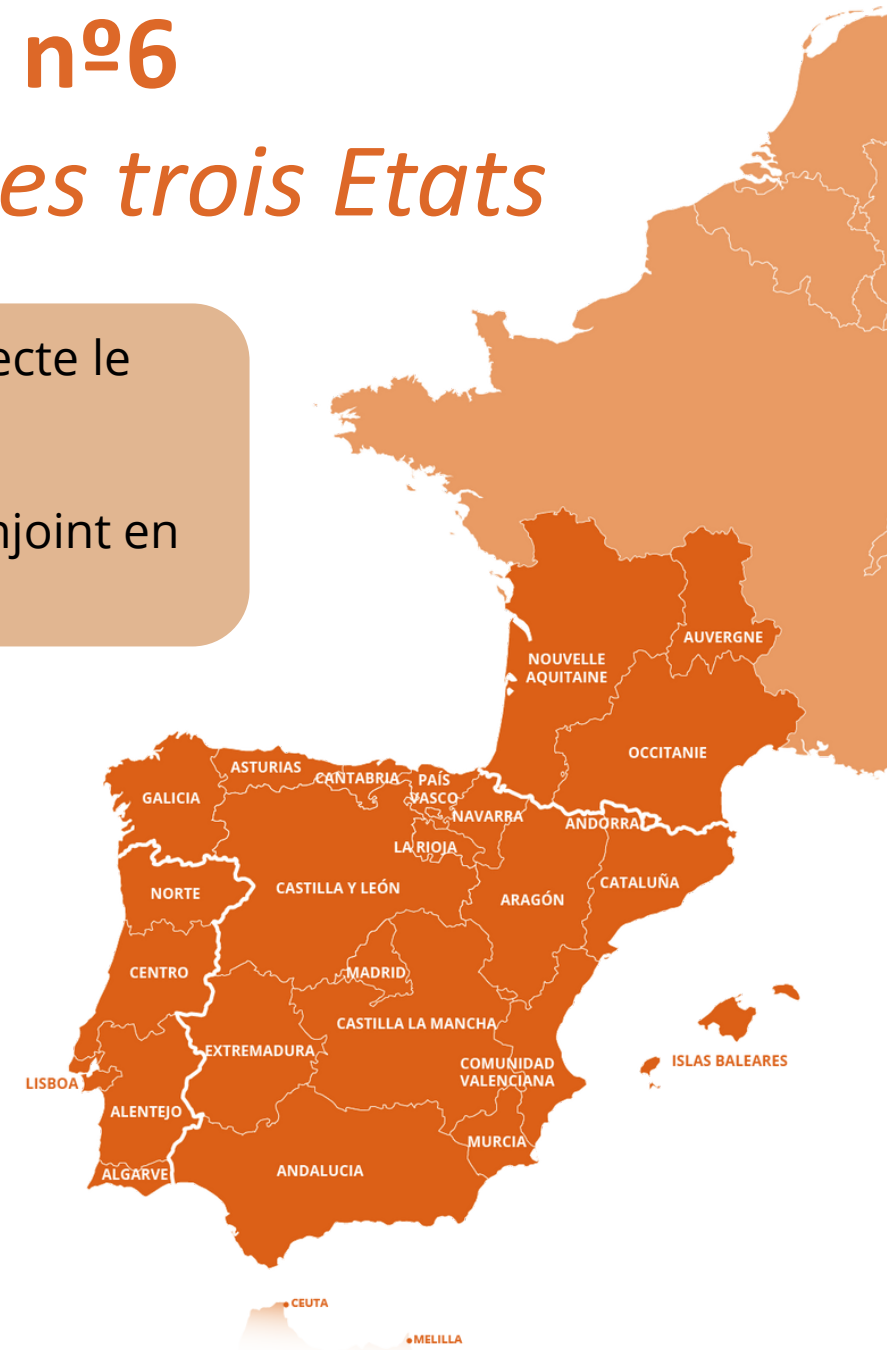 nº6
es trois Etats
ecte le
njoint en
AUVERGNE
NOUVELLE
AQUITAINE
OCCITANIE
ASTURIAS
CANTABRIA
PAÍS
VASCO
GALICIA
NAVARRA
ANDORRA
LA RIOJA
CATALUÑA
CASTILLA Y LEÓN
NORTE
ARAGÓN
CENTRO
MADRID
CASTILLA LA MANCHA
EXTREMADURA
COMUNIDAD
VALENCIANA
ISLAS BALEARES
LISBOA
ALENTEJO
MURCIA
ALGARVE
ANDALUCIA
CEUTA
MELILLA